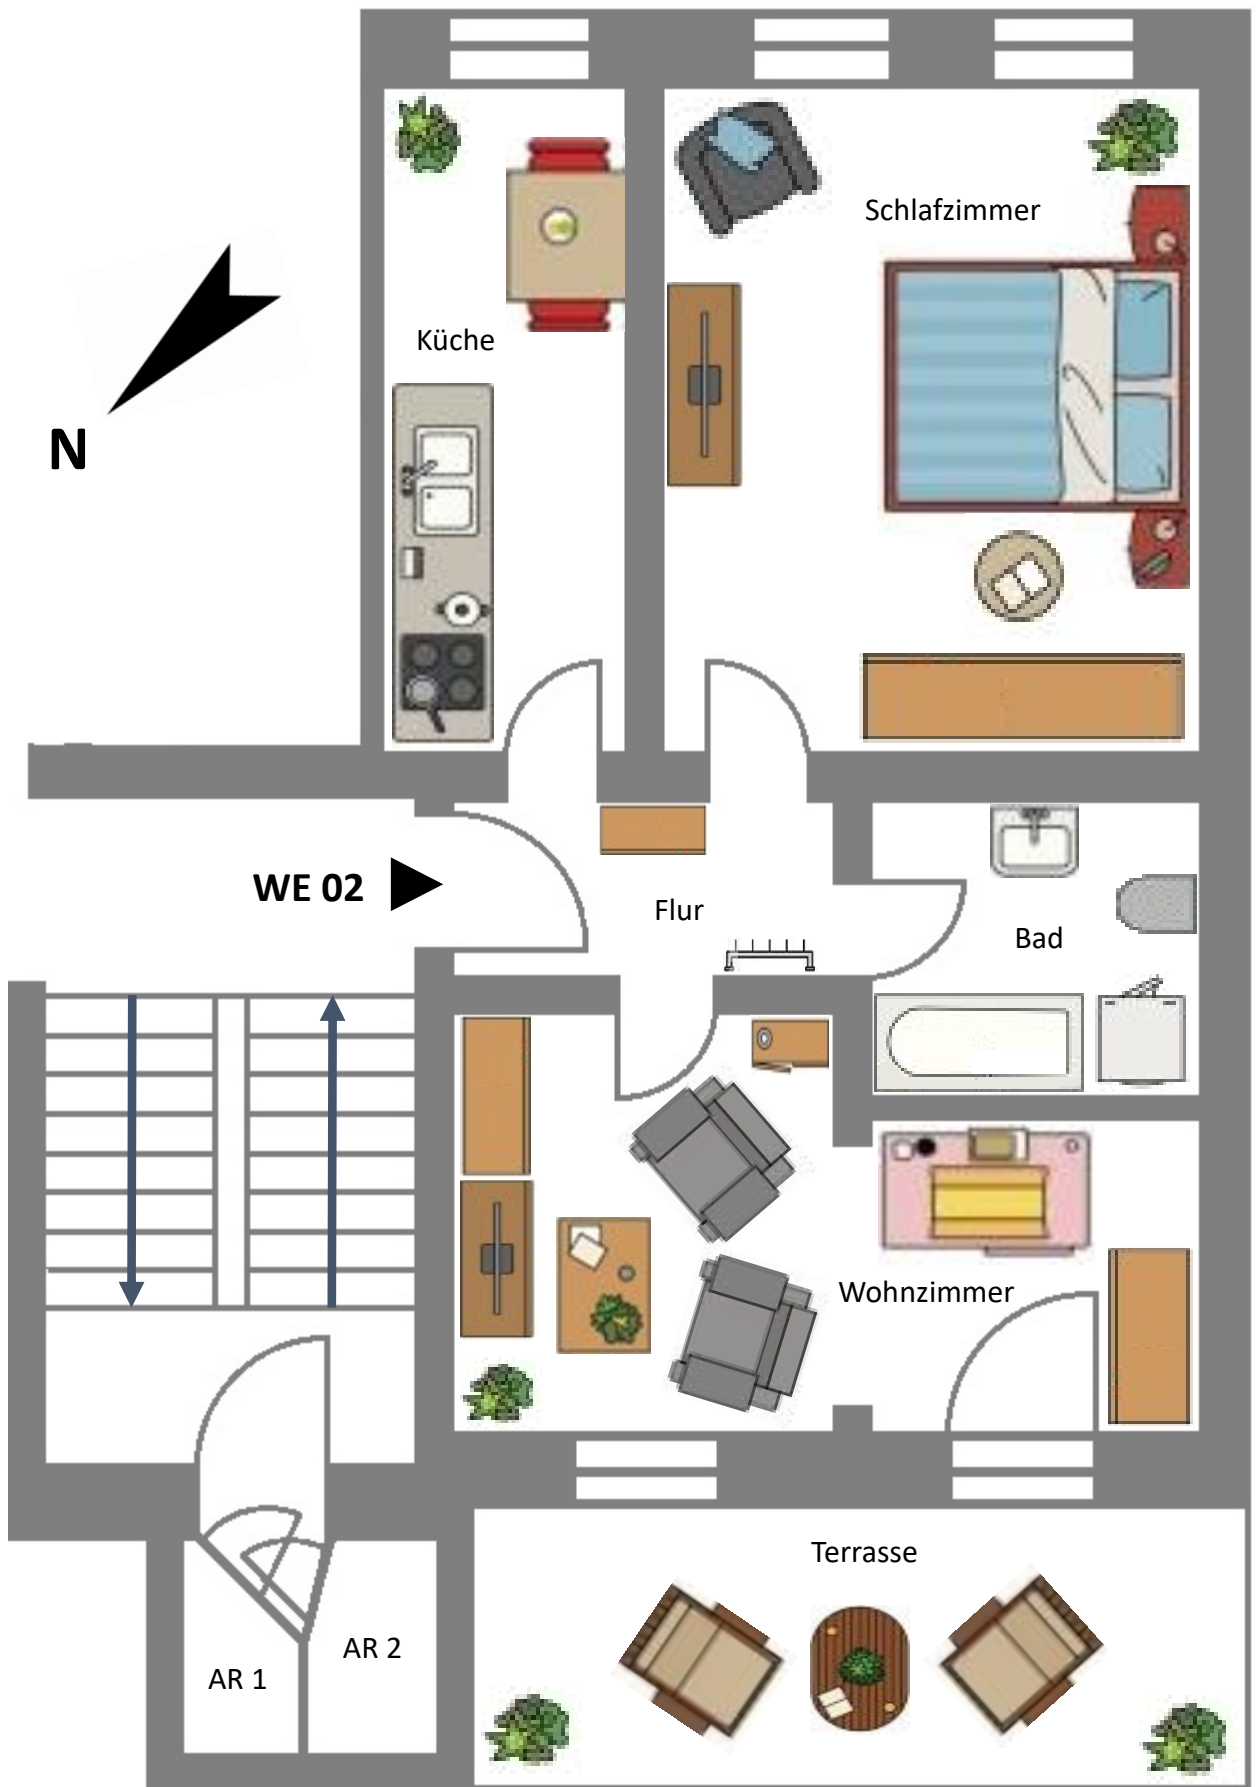 Schlafzimmer
Küche
N
WE 02
Flur
Bad
Wohnzimmer
Terrasse
AR 1
AR 2